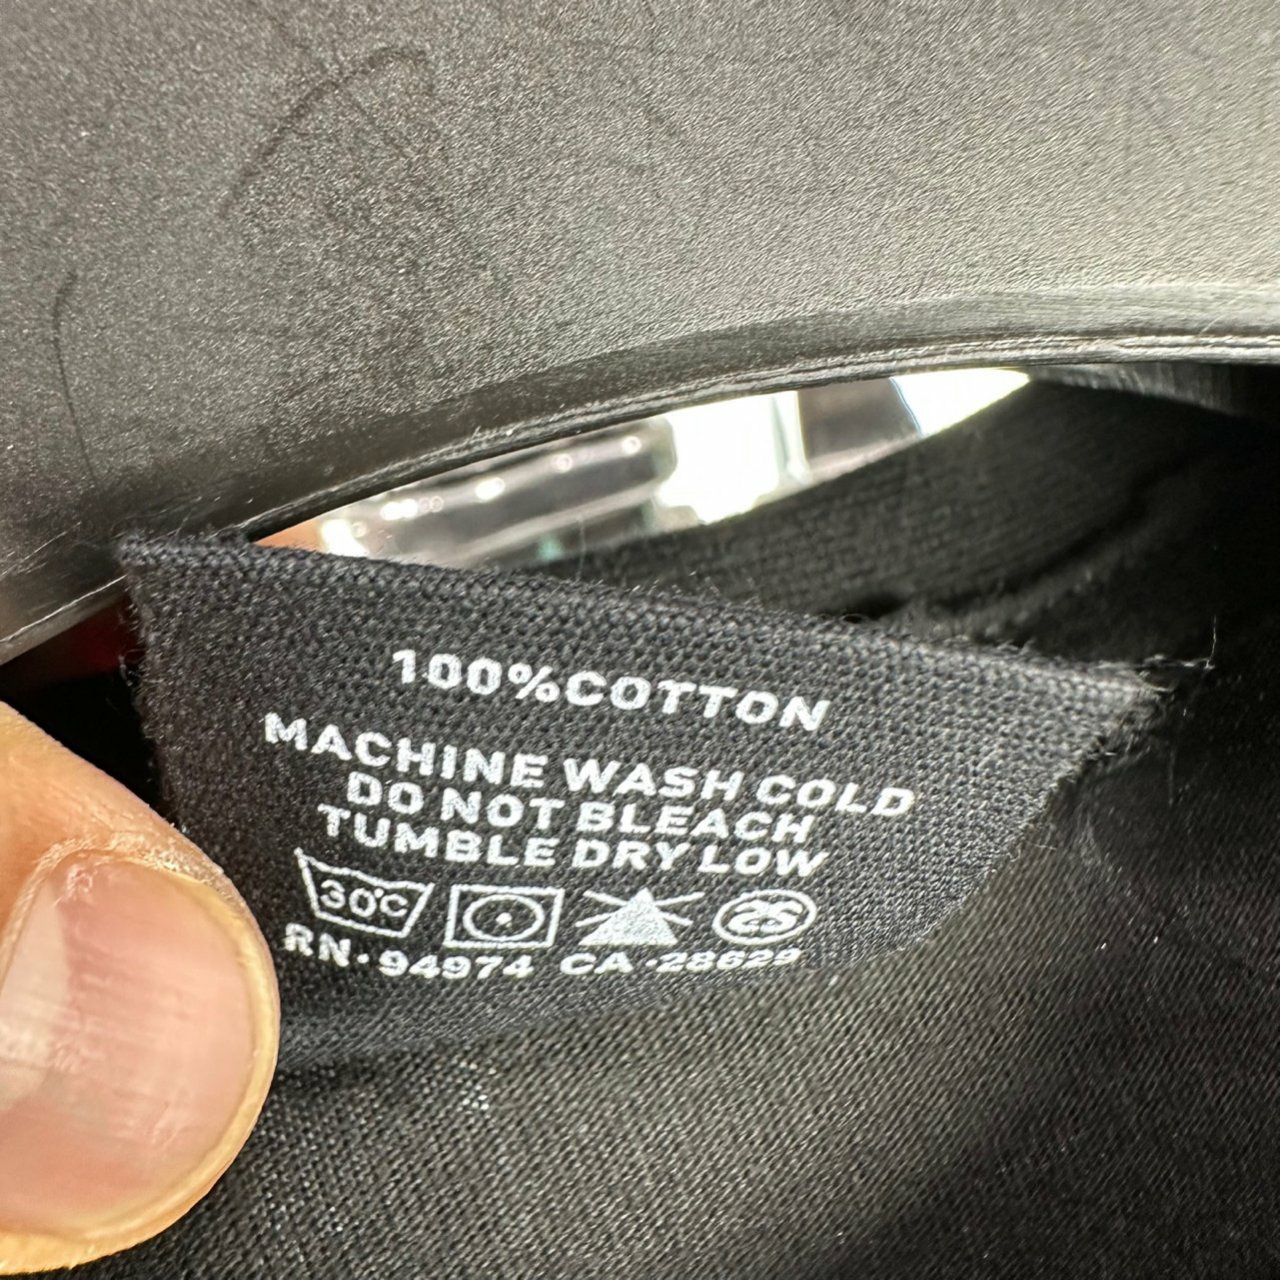 100%COTTON
MACHINE WASH COLD
DO NOT BLEACH
TUMBLE DRY LOW
30°C
RN·94974 CA·28629